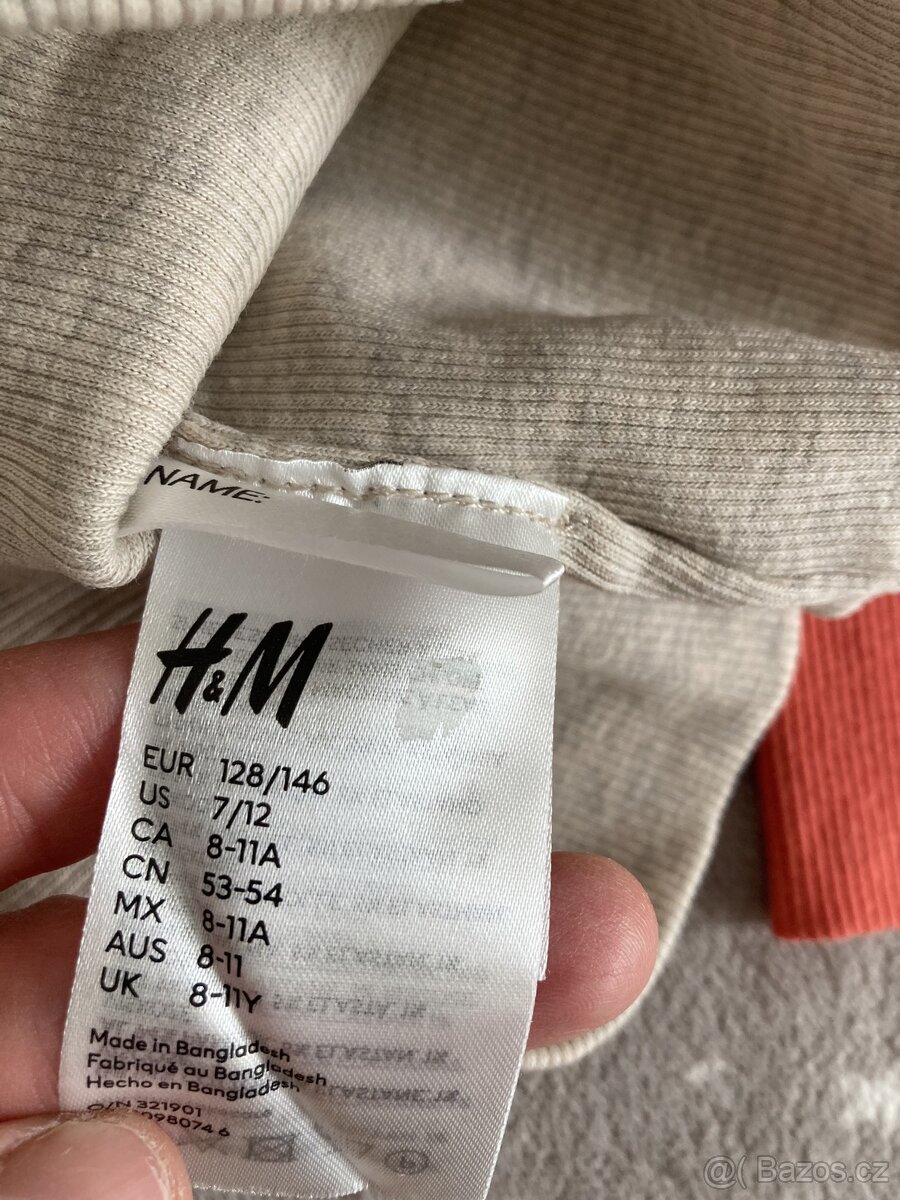 NAME:
H&M
EUR 128/146
US 7/12
CA 8-11A
CN 53-54
MX 8-11A
AUS 8-11
UK 8-11Y
Made in Bangladesh
Fabriqué au Bangladesh
Hecho en Bangladesh
O/N 321901
@( Bazos.cz